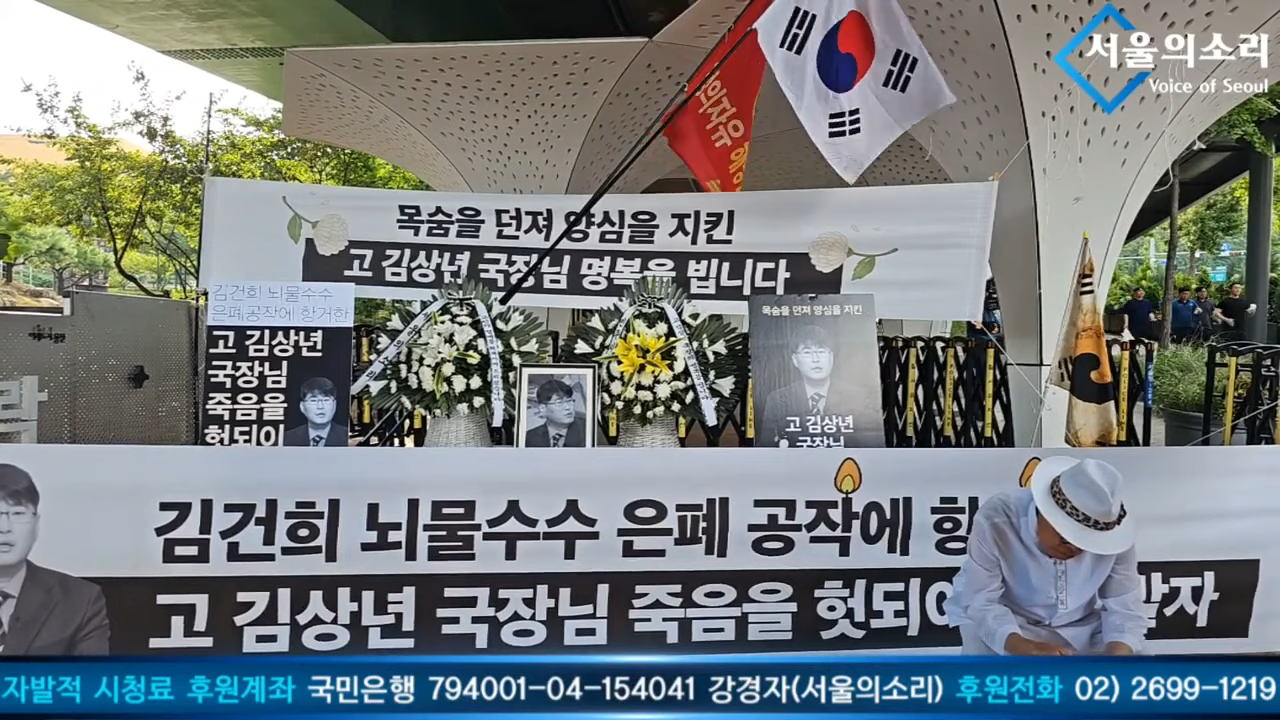 서울의소리
Voice of Seoul
의자유
목숨을 던져 양심을 지킨
고 김상년 국장님 명복을 빕니다
김건희 뇌물수수
은폐공작에 항거한
고 김상년
국장님
죽음을
헛되이
목숨을 던져 양심을 지킨
고 김상년
국장님
김건희 뇌물수수 은폐 공작에 항
고 김상년 국장님 죽음을 헛되이 말자
자발적 시청료 후원계좌 국민은행 794001-04-154041 강경자(서울의소리) 후원전화 02) 2699-1219